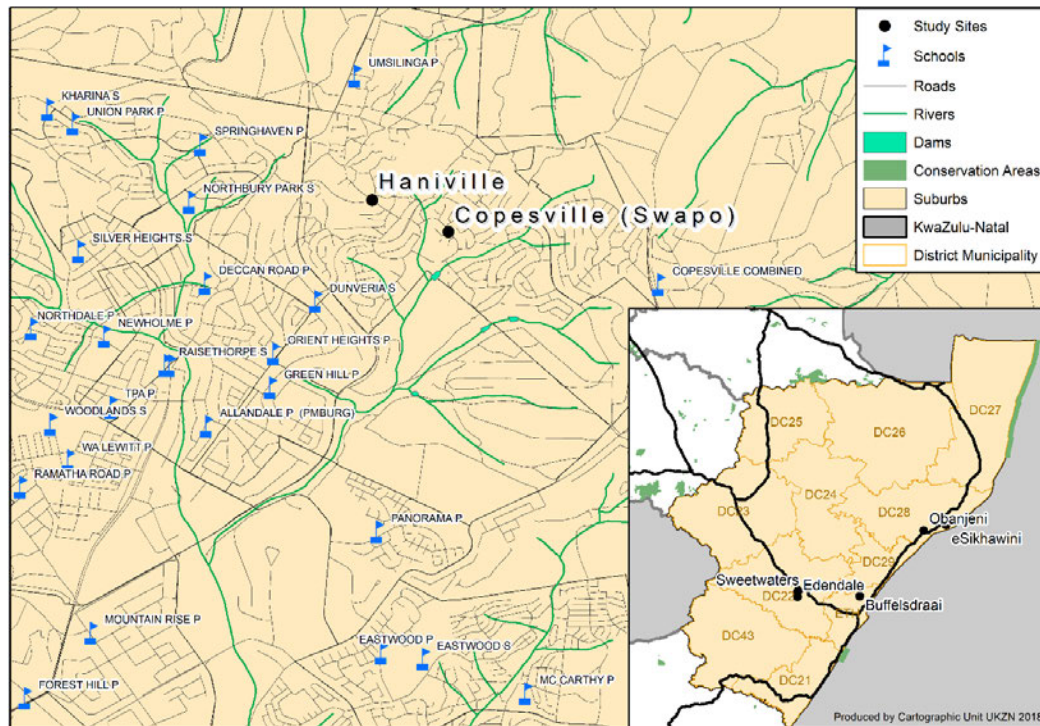 UMSILINGA P
KHARINA S
UNION PARK P
SPRINGHAVEN P
NORTHBURY PARK S
Haniville
Copesville (Swapo)
SILVER HEIGHTS S
DECCAN ROAD P
DUNVERIA S
COPESVILLE COMBINED
NORTHDALE P
NEWHOLME P
ORIENT HEIGHTS P
RAISETHORPE S
GREEN HILL P
TPA P
WOODLANDS S
ALLANDALE P (PMBURG)
WA LEWITT P
RAMATHA ROAD P
PANORAMA P
MOUNTAIN RISE P
EASTWOOD P
EASTWOOD S
FOREST HILL P
MC CARTHY P
Study Sites
Schools
Roads
Rivers
Dams
Conservation Areas
Suburbs
KwaZulu-Natal
District Municipality
DC27
DC25
DC26
DC24
DC23
DC28
Obanjeni
eSikhawini
DC29
Sweetwaters
Edendale
DC22
Buffelsdraai
DC43
DC21
Produced by Cartographic Unit UKZN 2018